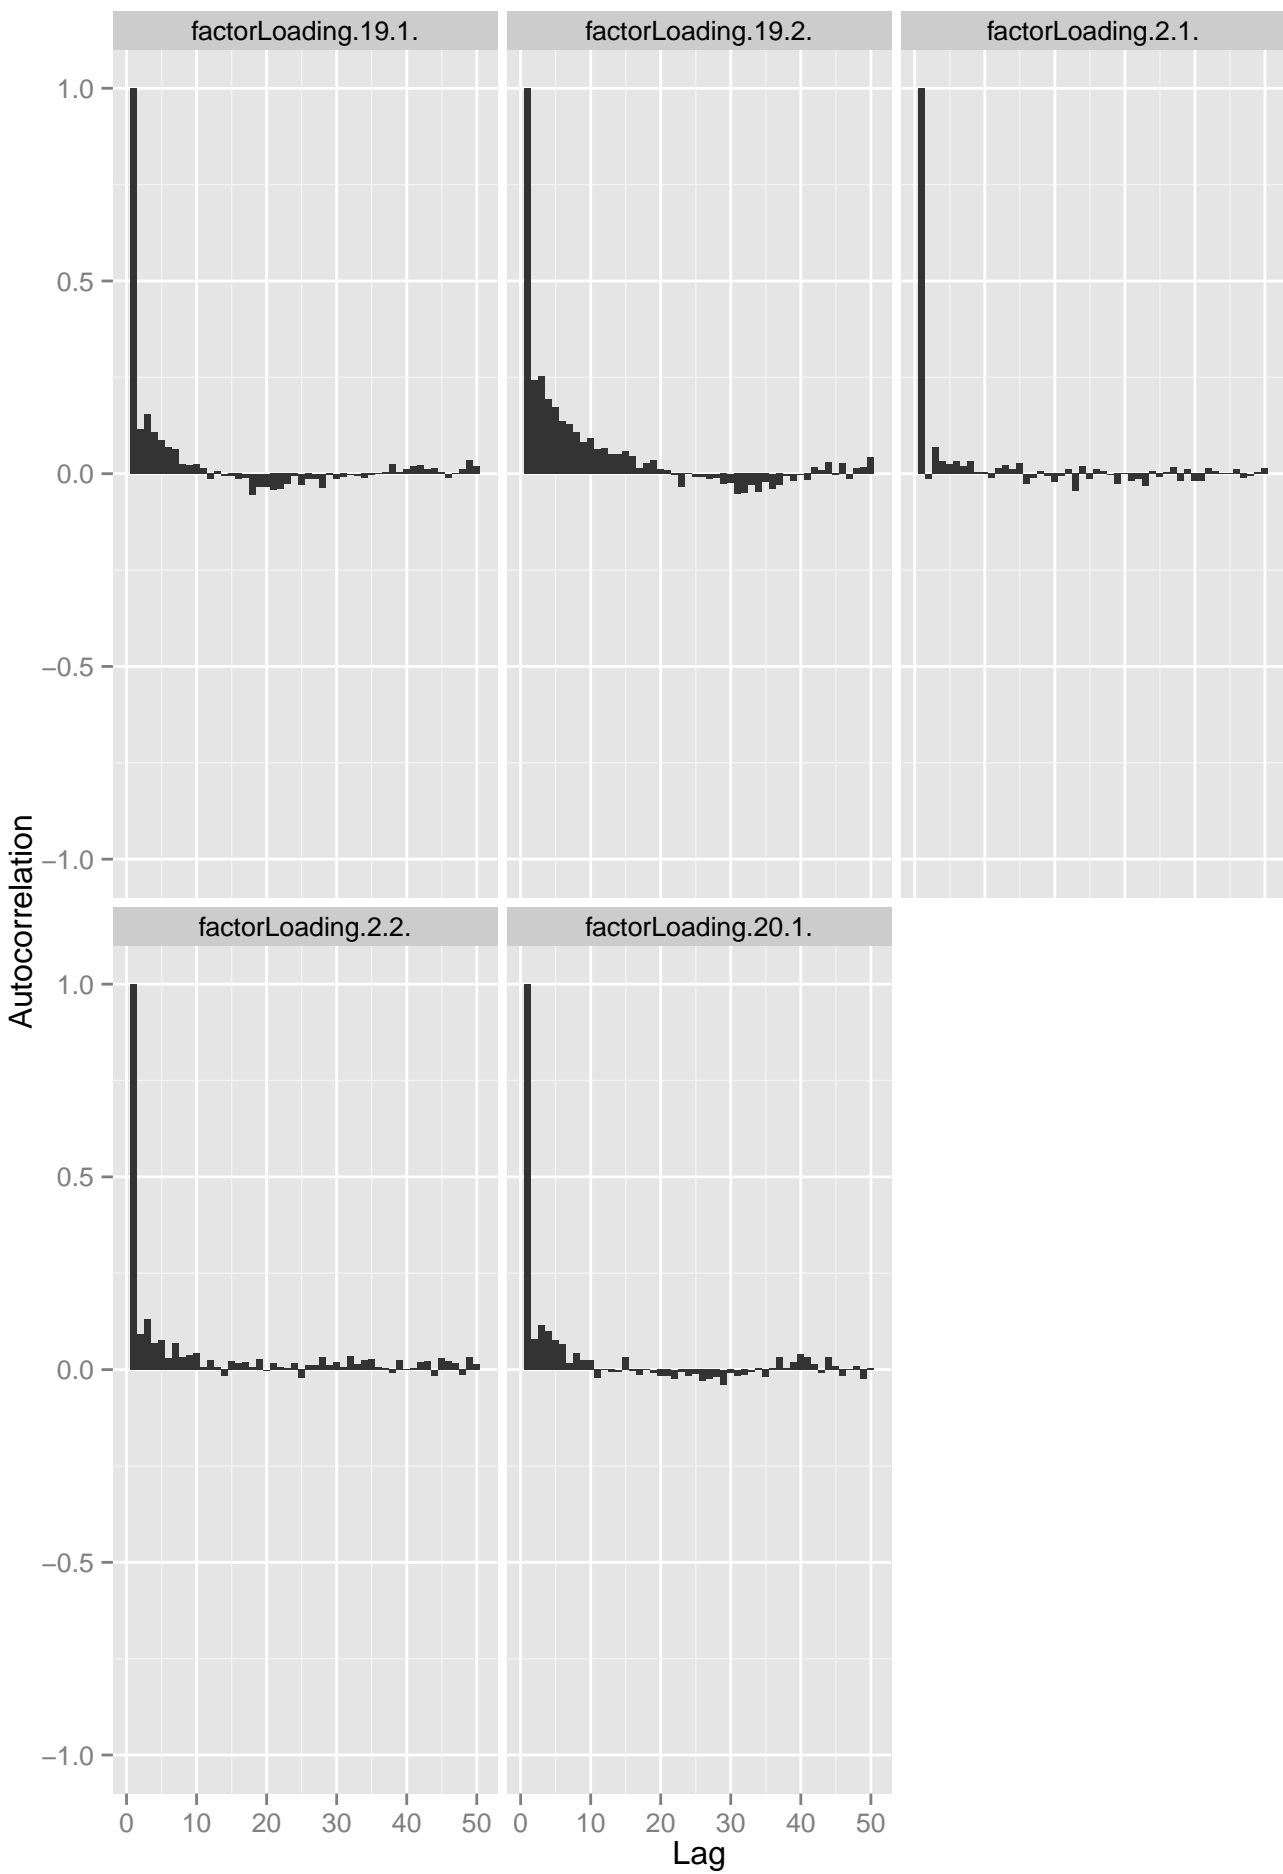 factorLoading.19.1. factorLoading.19.2. factorLoading.2.1.
1.0
0.5
0.0
−0.5
−1.0
Autocorrelation
factorLoading.2.2. factorLoading.20.1.
1.0
0.5
0.0
−0.5
−1.0
0 10 20 30 40 50 0 10 20 30 40 50
Lag